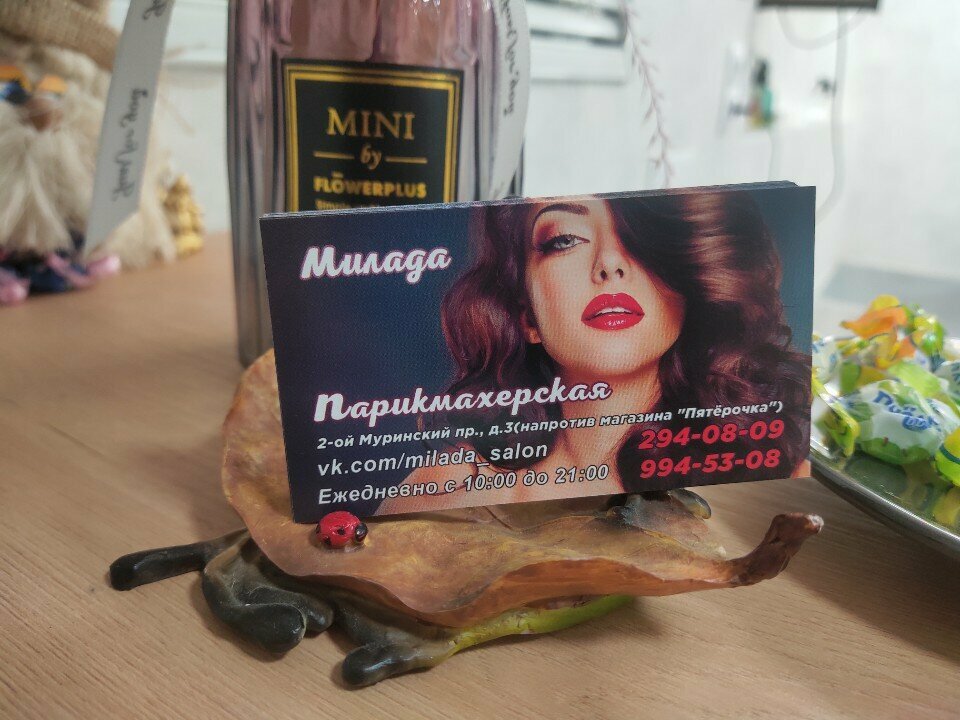 MINI
by
FLOWERPLUS
Милада
Парикмахерская
2-ой Муринский пр., д.3(напротив магазина "Пятёрочка")
vk.com/milada_salon
294-08-09
Ежедневно с 10:00 до 21:00
994-53-08